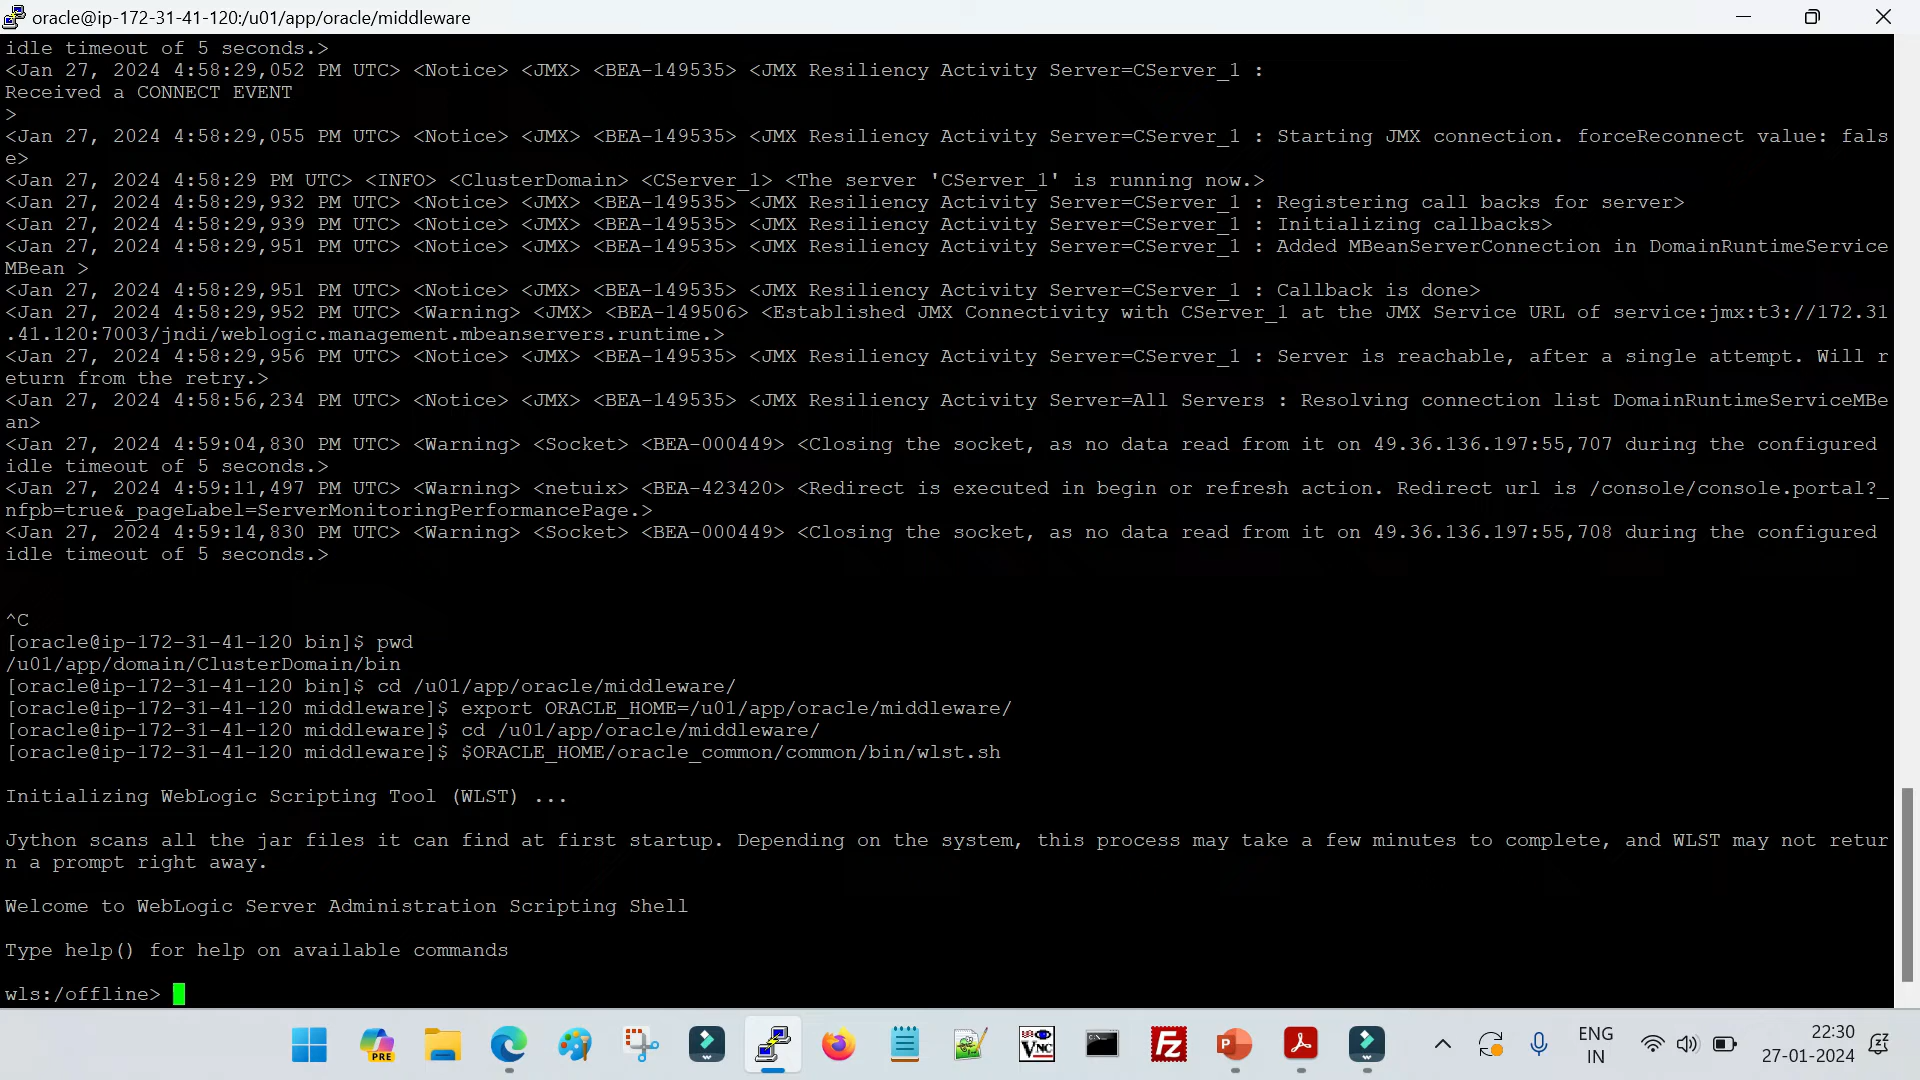 oracle@ip-172-31-41-120:/u01/app/oracle/middleware
idle timeout of 5 seconds.>
<Jan 27, 2024 4:58:29,052 PM UTC> <Notice> <JMX> <BEA-149535> <JMX Resiliency Activity Server=CServer_1 :
Received a CONNECT EVENT
>
<Jan 27, 2024 4:58:29,055 PM UTC> <Notice> <JMX> <BEA-149535> <JMX Resiliency Activity Server=CServer_1 : Starting JMX connection. forceReconnect value: fals
e>
<Jan 27, 2024 4:58:29 PM UTC> <INFO> <ClusterDomain> <CServer_1> <The server 'CServer_1' is running now.>
<Jan 27, 2024 4:58:29,932 PM UTC> <Notice> <JMX> <BEA-149535> <JMX Resiliency Activity Server=CServer_1 : Registering call backs for server>
<Jan 27, 2024 4:58:29,939 PM UTC> <Notice> <JMX> <BEA-149535> <JMX Resiliency Activity Server=CServer_1 : Initializing callbacks>
<Jan 27, 2024 4:58:29,951 PM UTC> <Notice> <JMX> <BEA-149535> <JMX Resiliency Activity Server=CServer_1 : Added MBeanServerConnection in DomainRuntimeService
MBean >
<Jan 27, 2024 4:58:29,951 PM UTC> <Notice> <JMX> <BEA-149535> <JMX Resiliency Activity Server=CServer_1 : Callback is done>
<Jan 27, 2024 4:58:29,952 PM UTC> <Warning> <JMX> <BEA-149506> <Established JMX Connectivity with CServer_1 at the JMX Service URL of service:jmx:t3://172.31
.41.120:7003/jndi/weblogic.management.mbeanservers.runtime.>
<Jan 27, 2024 4:58:29,956 PM UTC> <Notice> <JMX> <BEA-149535> <JMX Resiliency Activity Server=CServer_1 : Server is reachable, after a single attempt. Will r
eturn from the retry.>
<Jan 27, 2024 4:58:56,234 PM UTC> <Notice> <JMX> <BEA-149535> <JMX Resiliency Activity Server=All Servers : Resolving connection list DomainRuntimeServiceMBe
an>
<Jan 27, 2024 4:59:04,830 PM UTC> <Warning> <Socket> <BEA-000449> <Closing the socket, as no data read from it on 49.36.136.197:55,707 during the configured
idle timeout of 5 seconds.>
<Jan 27, 2024 4:59:11,497 PM UTC> <Warning> <netuix> <BEA-423420> <Redirect is executed in begin or refresh action. Redirect url is /console/console.portal?_
nfpb=true&_pageLabel=ServerMonitoringPerformancePage.>
<Jan 27, 2024 4:59:14,830 PM UTC> <Warning> <Socket> <BEA-000449> <Closing the socket, as no data read from it on 49.36.136.197:55,708 during the configured
idle timeout of 5 seconds.>
^C
[oracle@ip-172-31-41-120 bin]$ pwd
/u01/app/domain/ClusterDomain/bin
[oracle@ip-172-31-41-120 bin]$ cd /u01/app/oracle/middleware/
[oracle@ip-172-31-41-120 middleware]$ export ORACLE_HOME=/u01/app/oracle/middleware/
[oracle@ip-172-31-41-120 middleware]$ cd /u01/app/oracle/middleware/
[oracle@ip-172-31-41-120 middleware]$ $ORACLE_HOME/oracle_common/common/bin/wlst.sh
Initializing WebLogic Scripting Tool (WLST) ...
Jython scans all the jar files it can find at first startup. Depending on the system, this process may take a few minutes to complete, and WLST may not retur
n a prompt right away.
Welcome to WebLogic Server Administration Scripting Shell
Type help() for help on available commands
wls:/offline>
PRE
VNC
ENG
IN
22:30
27-01-2024